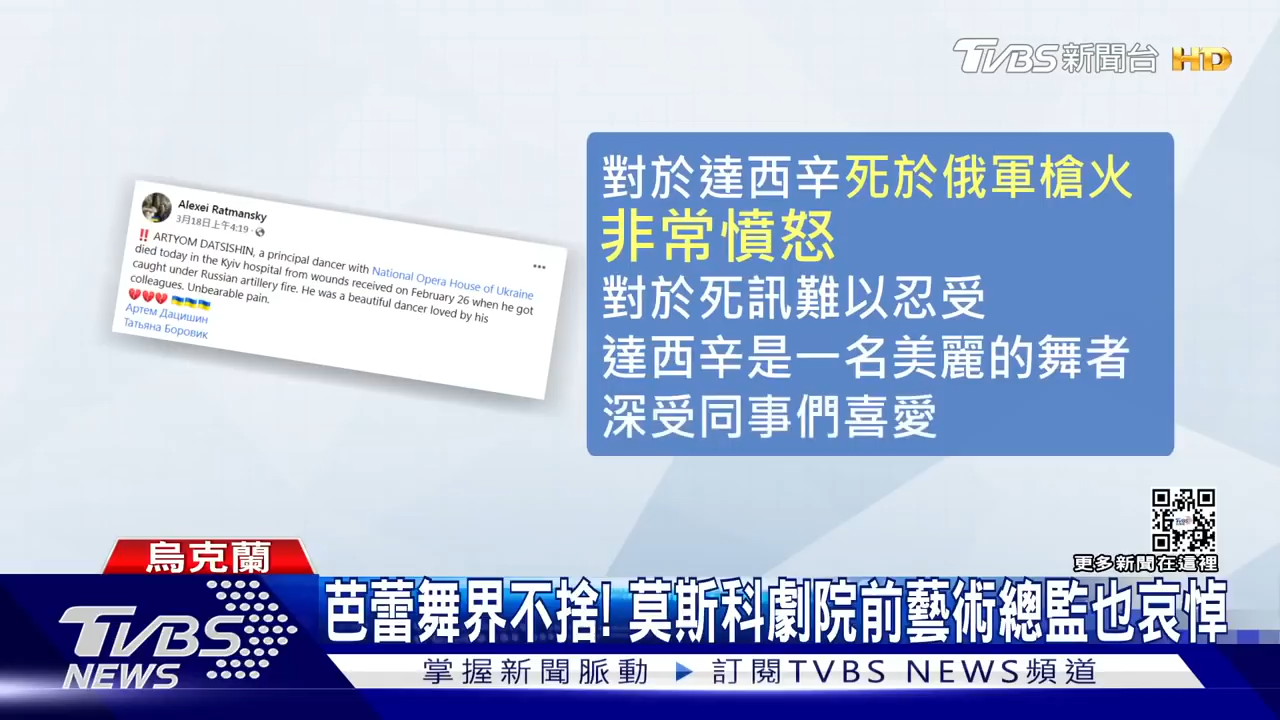 TVBS新聞台 HD
Alexei Ratmansky
3月18日上午4:19 ·
‼ ARTYOM DATSISHIN, a principal dancer with National Opera House of Ukraine
died today in the Kyiv hospital from wounds received on February 26 when he got
caught under Russian artillery fire. He was a beautiful dancer loved by his
colleagues. Unbearable pain.
💔💔💔 🇺🇦🇺🇦🇺🇦
Артем Дацишин
Татьяна Боровик
對於達西辛死於俄軍槍火
非常憤怒
對於死訊難以忍受
達西辛是一名美麗的舞者
深受同事們喜愛
更多新聞在這裡
烏克蘭
芭蕾舞界不捨! 莫斯科劇院前藝術總監也哀悼
TVBS
NEWS
掌握新聞脈動 ▶ 訂閱TVBS NEWS頻道